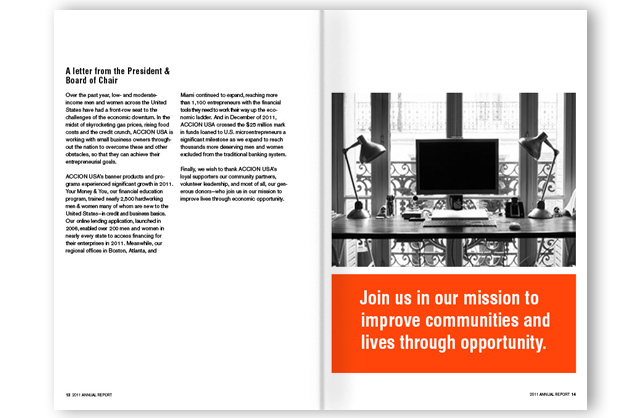 A letter from the President &
Board of Chair
Over the past year, low- and moderate-
income men and women across the United
States have had a front-row seat to the
challenges of the economic downturn. In the
midst of skyrocketing gas prices, rising food
costs and the credit crunch, ACCION USA is
working with small business owners through-
out the nation to overcome these and other
obstacles, so that they can achieve their
entrepreneurial goals.
ACCION USA's banner products and pro-
grams experienced significant growth in 2011.
Your Money & You, our financial education
program, trained nearly 2,500 hardworking
men & women many of whom are new to the
United States–in credit and business basics.
Our online lending application, launched in
2006, enabled over 200 men and women in
nearly every state to access financing for
their enterprises in 2011. Meanwhile, our
regional offices in Boston, Atlanta, and
Miami continued to expand, reaching more
than 1,100 entrepreneurs with the financial
tools they need to work their way up the eco-
nomic ladder. And in December of 2011,
ACCION USA crossed the $25 million mark
in funds loaned to U.S. microentrepreneurs a
significant milestone as we expand to reach
thousands more deserving men and women
excluded from the traditional banking system.
Finally, we wish to thank ACCION USA's
loyal supporters our community partners,
volunteer leadership, and most of all, our gen-
erous donors–who join us in our mission to
improve lives through economic opportunity.
13 2011 ANNUAL REPORT
Join us in our mission to
improve communities and
lives through opportunity.
2011 ANNUAL REPORT 14